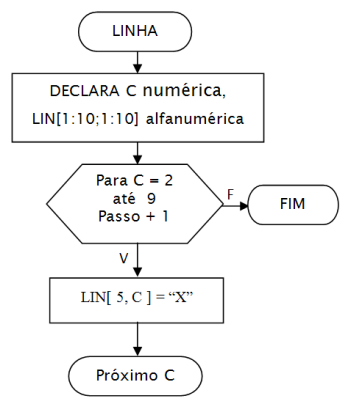 LINHA
DECLARA C numérica,
LIN[1:10;1:10] alfanumérica
Para C = 2
até 9
Passo + 1
F
FIM
V
LIN[ 5, C ] = “X”
Próximo C